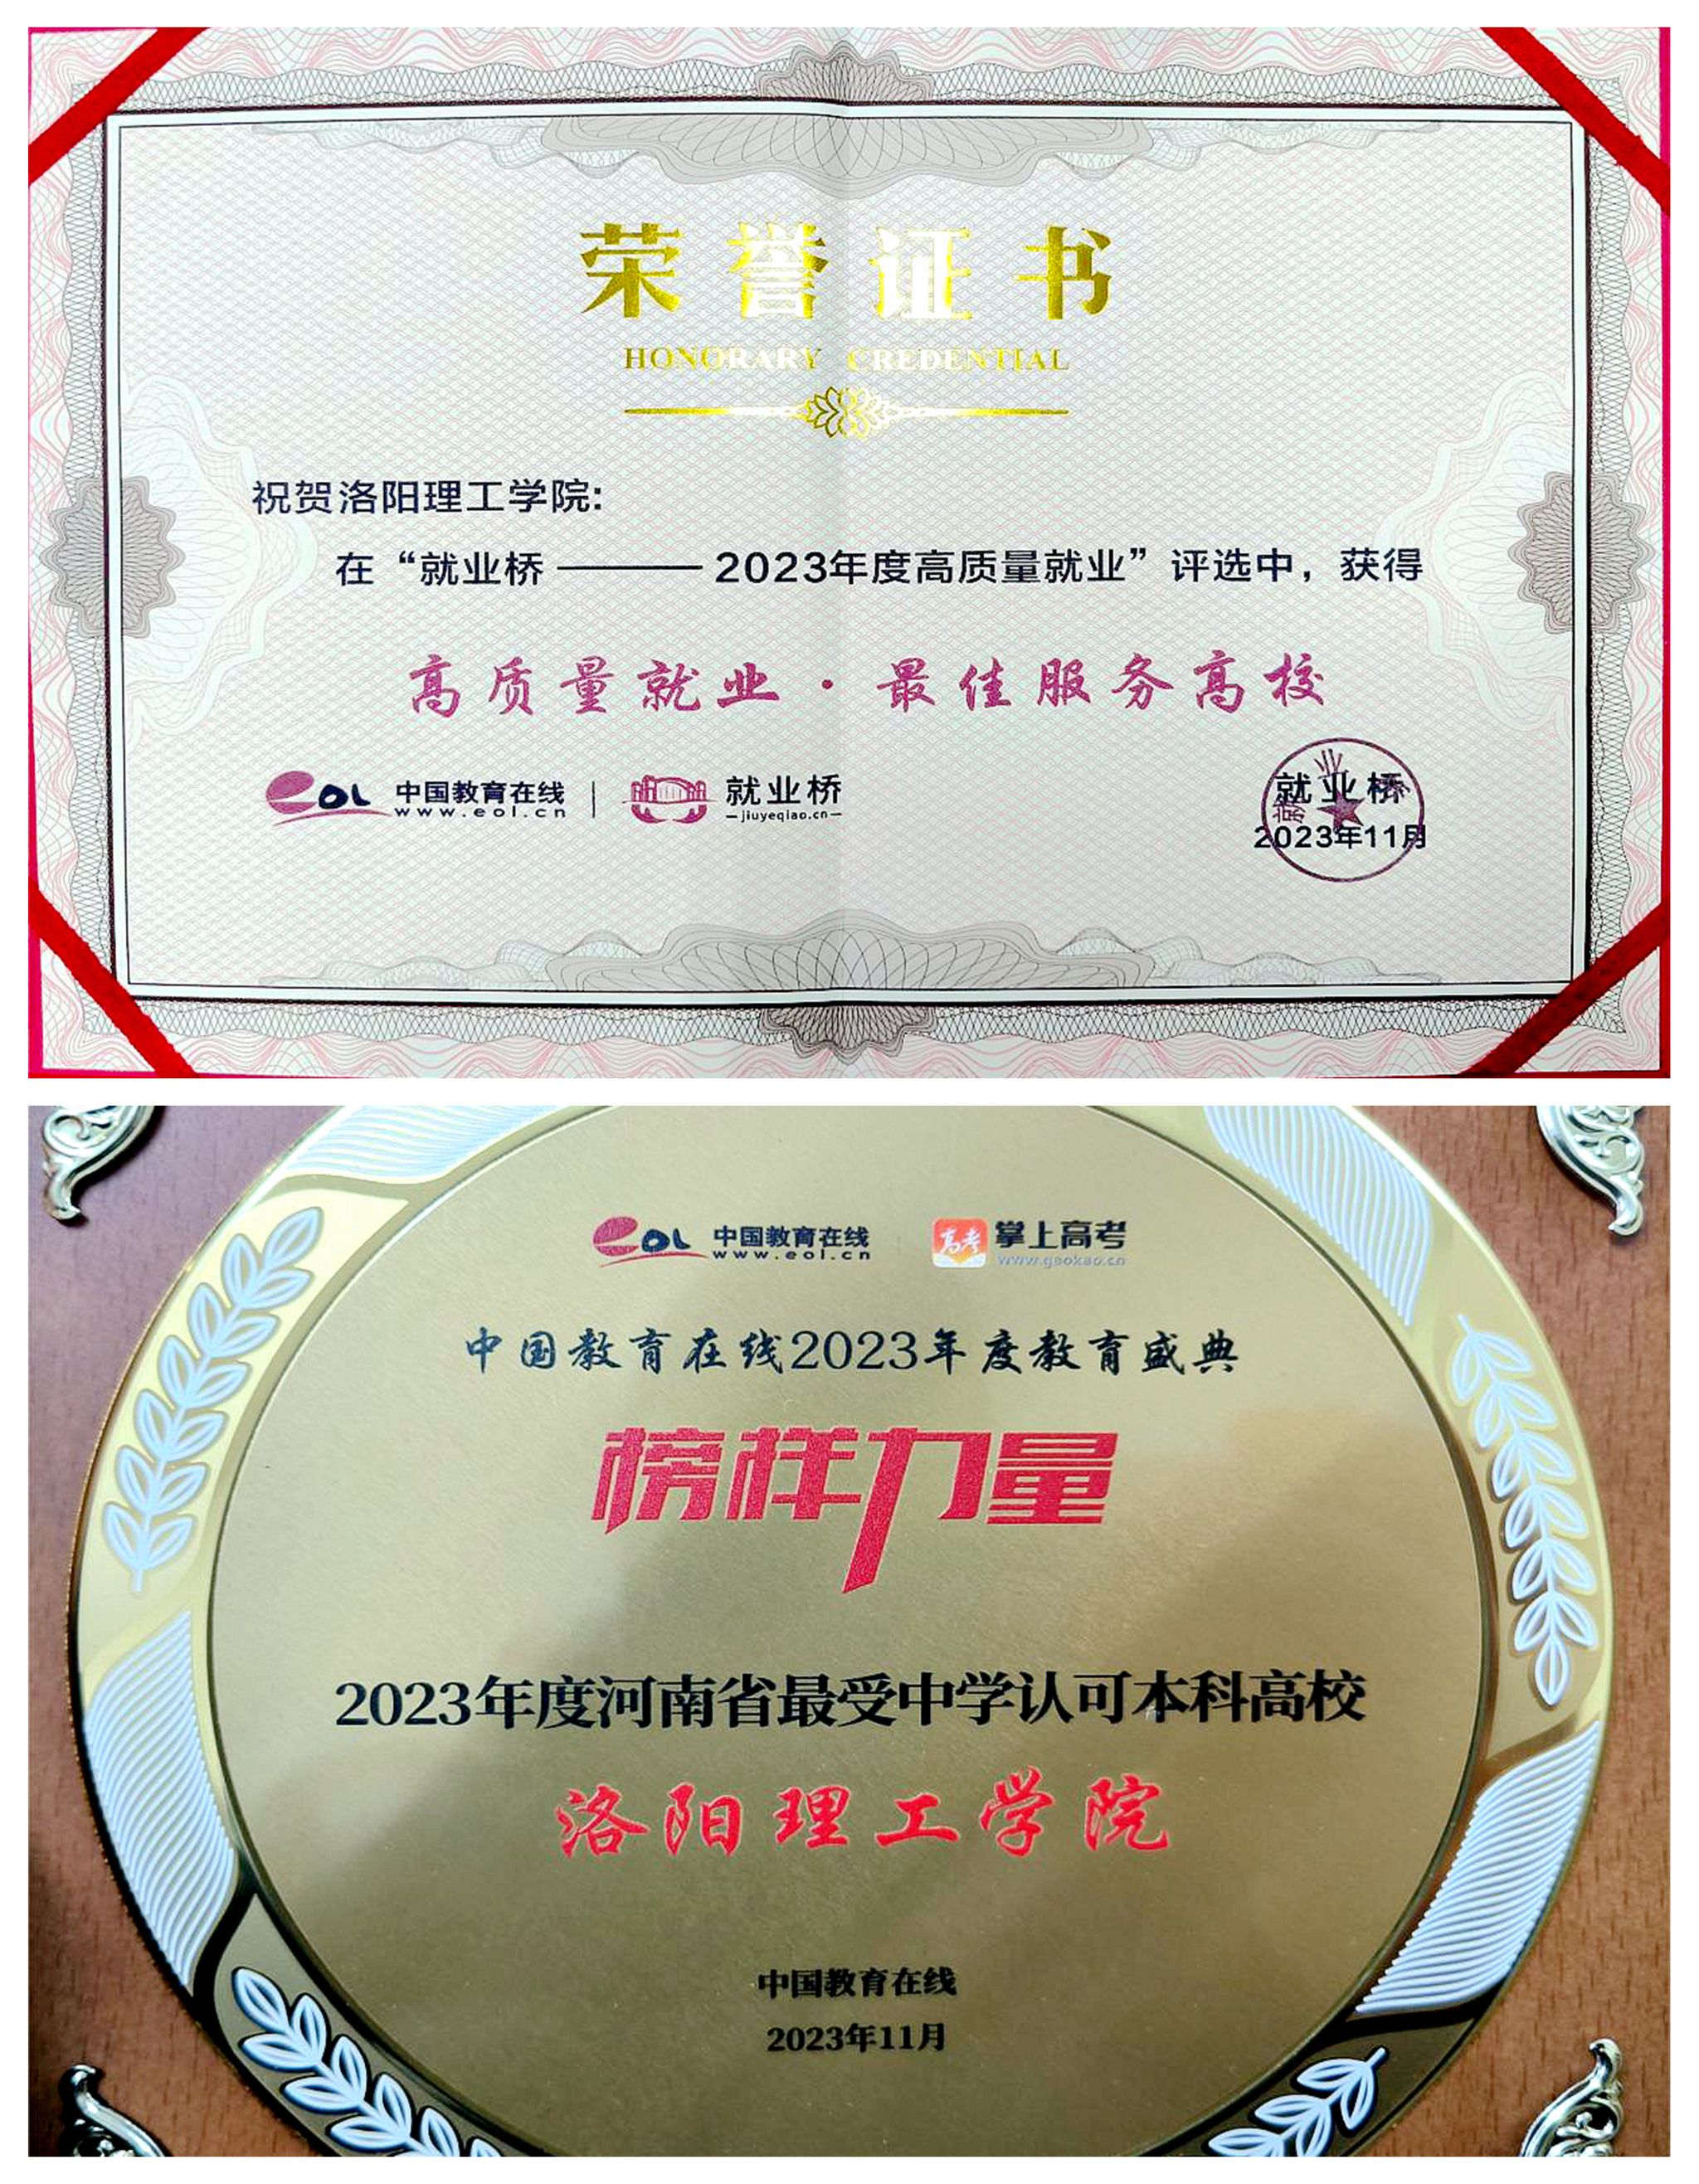 荣誉证书
HONORARY CREDENTIAL
祝贺洛阳理工学院:
在“就业桥———2023年度高质量就业”评选中，获得
高质量就业·最佳服务高校
eol 中国教育在线 | 就业桥
www.eol.cn —jiuyeqiao.cn—
就业桥
就业桥
2023年11月
eol 中国教育在线 高考 掌上高考
www.eol.cn www.gaokao.cn
中国教育在线2023年度教育盛典
榜样力量
2023年度河南省最受中学认可本科高校
洛阳理工学院
中国教育在线
2023年11月